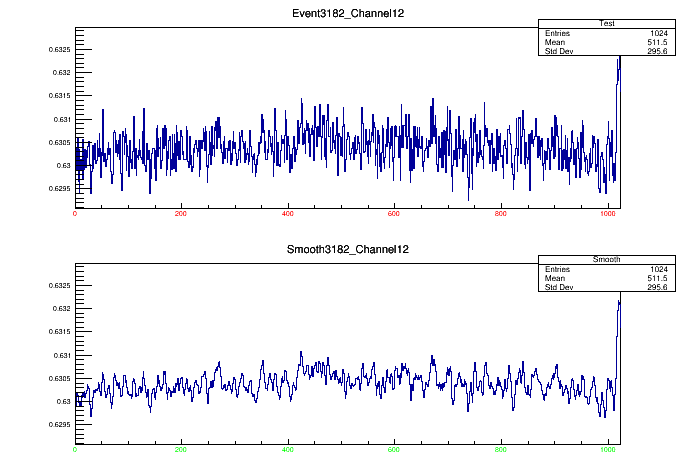 Event3182_Channel12
Test
Entries 1024
Mean 511.5
Std Dev 295.6
0.6325
0.632
0.6315
0.631
0.6305
0.63
0.6295
0 200 400 600 800 1000
Smooth3182_Channel12
Smooth
Entries 1024
Mean 511.5
Std Dev 295.6
0.6325
0.632
0.6315
0.631
0.6305
0.63
0.6295
0 200 400 600 800 1000